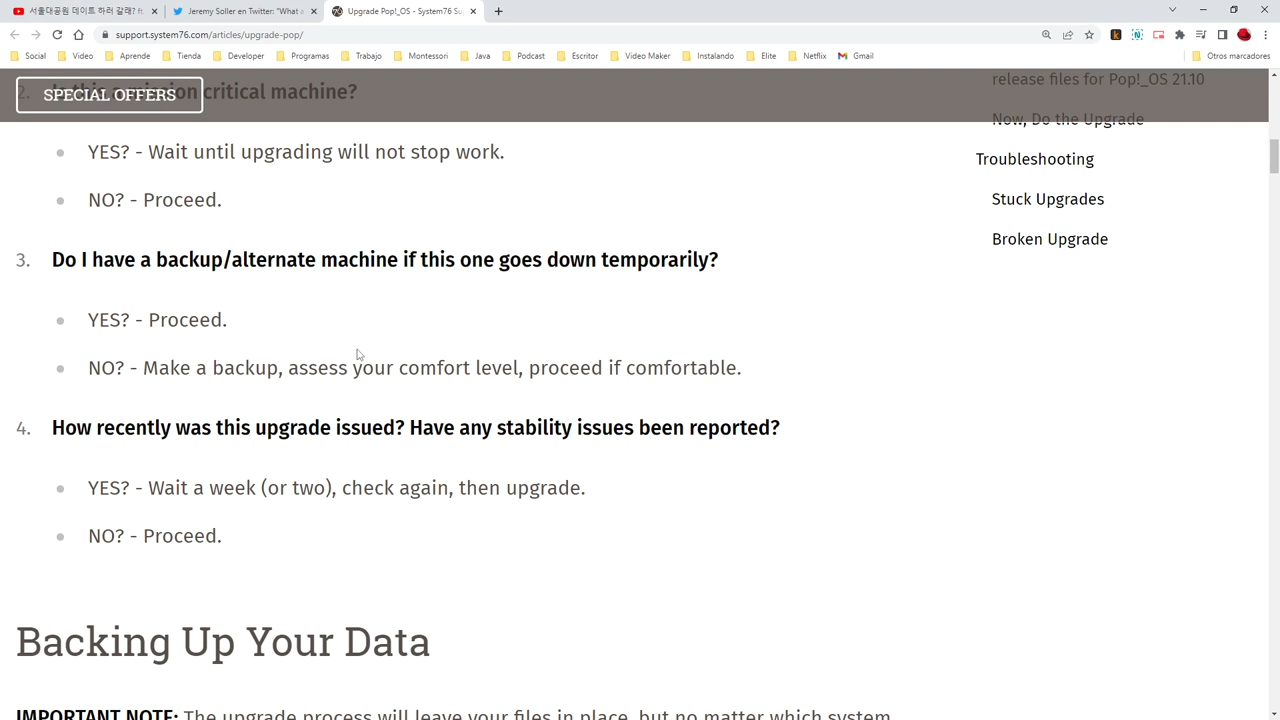 서울대공원 데이트 하러 갈래? ft
Jeremy Soller en Twitter: "What a
Upgrade Pop!_OS - System76 Su
support.system76.com/articles/upgrade-pop/
Social
Video
Aprende
Tienda
Developer
Programas
Trabajo
Montessori
Java
Podcast
Escritor
Video Maker
Instalando
Elite
Netflix
Gmail
Otros marcadores
SPECIAL OFFERS
2. Is this a mission critical machine?
YES? - Wait until upgrading will not stop work.
NO? - Proceed.
3. Do I have a backup/alternate machine if this one goes down temporarily?
YES? - Proceed.
NO? - Make a backup, assess your comfort level, proceed if comfortable.
4. How recently was this upgrade issued? Have any stability issues been reported?
YES? - Wait a week (or two), check again, then upgrade.
NO? - Proceed.
Backing Up Your Data
IMPORTANT NOTE: The upgrade process will leave your files in place, but no matter which system
release files for Pop!_OS 21.10
Now, Do the Upgrade
Troubleshooting
Stuck Upgrades
Broken Upgrade